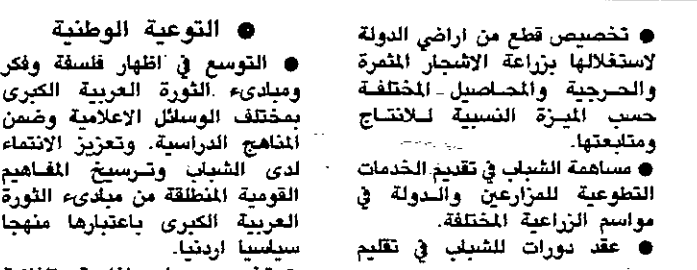 ● تخصيص قطع من اراضي الدولة
لاستغلالها بزراعة الاشجار المثمرة
والحرجية والمحاصيل المختلفة
حسب الميزة النسبية للانتاج
ومتابعتها.
● مساهمة الشباب في تقديم الخدمات
التطوعية للمزارعين والدولة في
مواسم الزراعية المختلفة.
● عقد دورات للشباب في تقليم
● التوعية الوطنية
● التوسع في اظهار فلسفة وفكر
ومبادىء الثورة العربية الكبرى
بمختلف الوسائل الاعلامية وضمن
المناهج الدراسية. وتعزيز الانتماء
لدى الشباب وترسيخ المفاهيم
القومية المنطلقة من مبادىء الثورة
العربية الكبرى باعتبارها منهجا
سياسيا اردنيا.